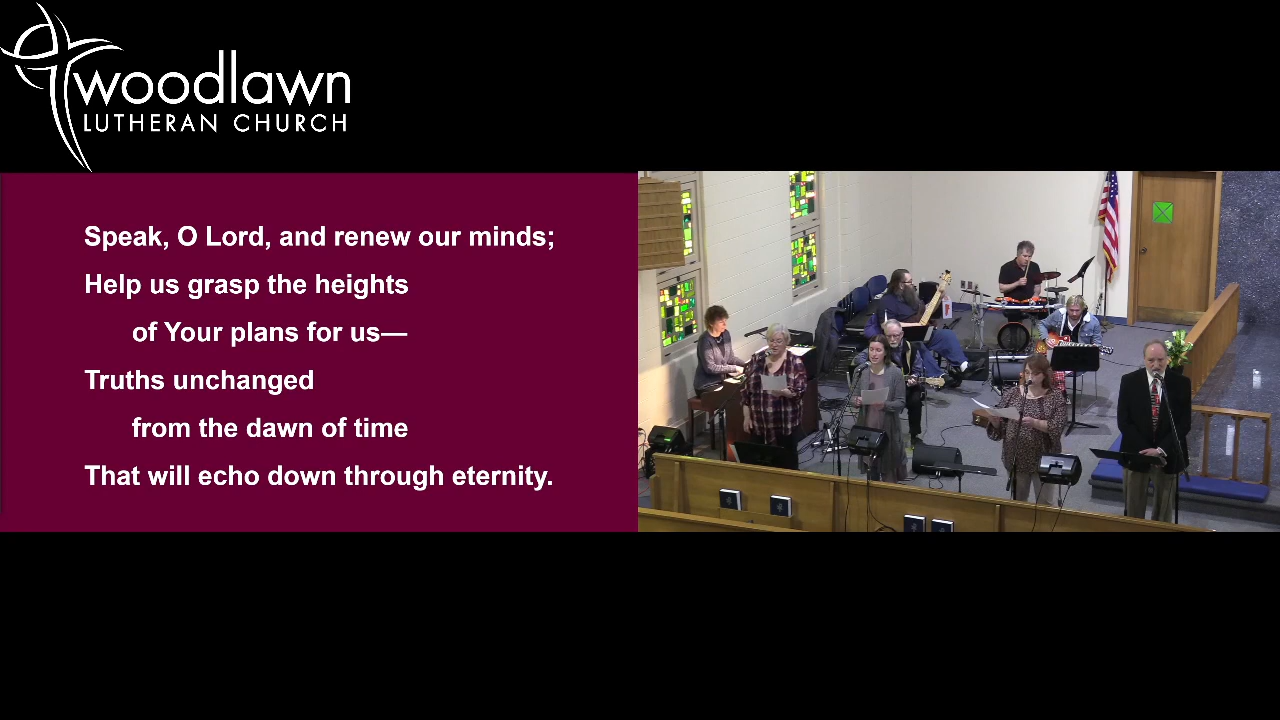 woodlawn
LUTHERAN CHURCH
Speak, O Lord, and renew our minds;
Help us grasp the heights
of Your plans for us—
Truths unchanged
from the dawn of time
That will echo down through eternity.